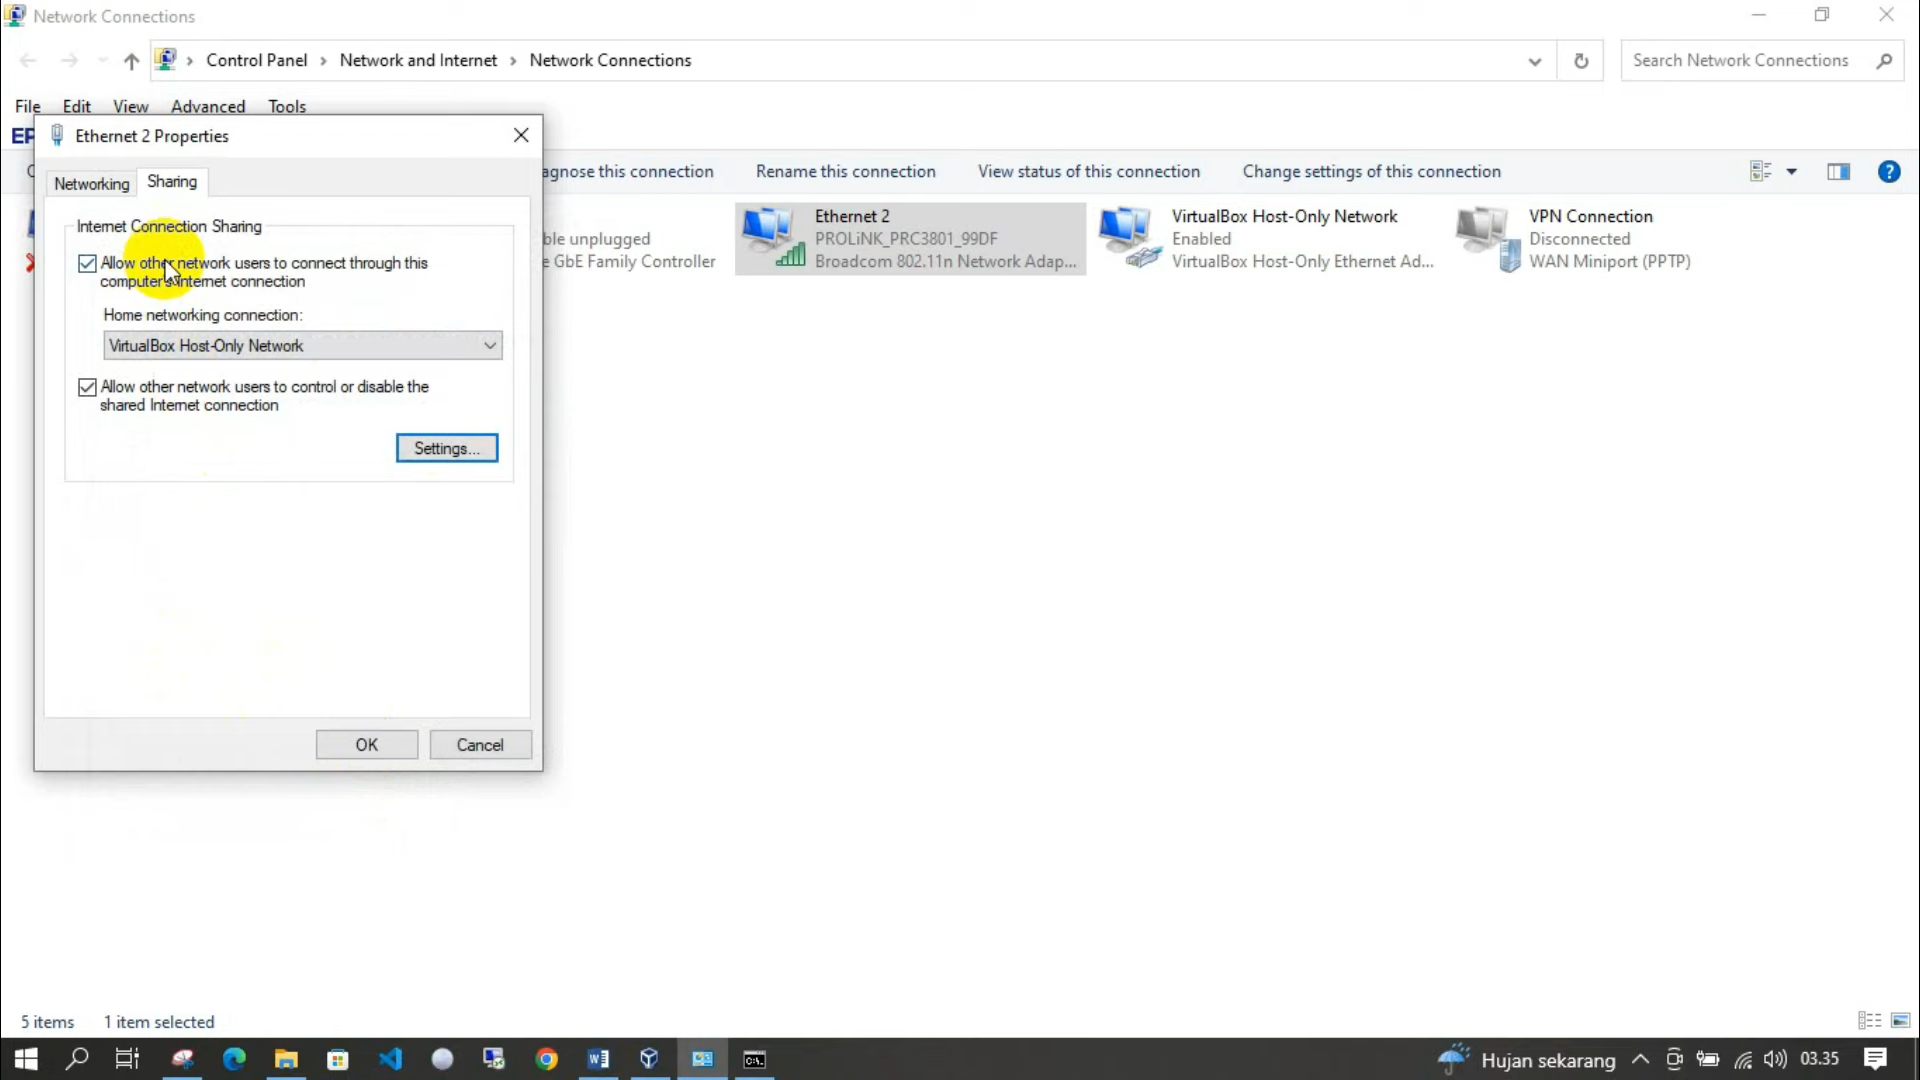 Network Connections
Control Panel > Network and Internet > Network Connections
Search Network Connections
File Edit View Advanced Tools
EP
Ethernet 2 Properties
agnose this connection Rename this connection View status of this connection Change settings of this connection
Networking Sharing
Internet Connection Sharing
Allow other network users to connect through this
computer's Internet connection
Home networking connection:
VirtualBox Host-Only Network
Allow other network users to control or disable the
shared Internet connection
Settings...
OK Cancel
ble unplugged
e GbE Family Controller
Ethernet 2
PROLiNK_PRC3801_99DF
Broadcom 802.11n Network Adap...
VirtualBox Host-Only Network
Enabled
VirtualBox Host-Only Ethernet Ad...
VPN Connection
Disconnected
WAN Miniport (PPTP)
5 items 1 item selected
Hujan sekarang 03.35